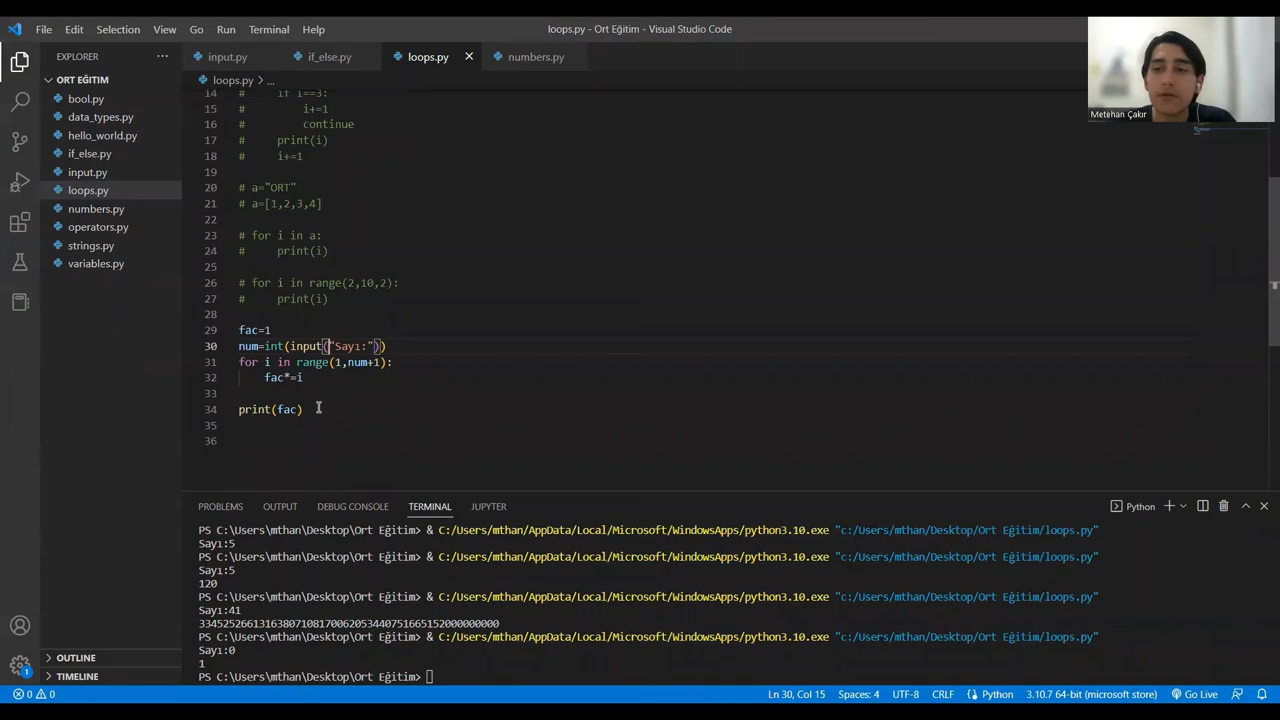 File Edit Selection View Go Run Terminal Help
loops.py - Ort Eğitim - Visual Studio Code
EXPLORER
input.py if_else.py loops.py numbers.py
ORT EĞITIM
loops.py > ...
bool.py
data_types.py
hello_world.py
if_else.py
input.py
loops.py
numbers.py
operators.py
strings.py
variables.py
14 # if i==3:
15 # i+=1
16 # continue
17 # print(i)
18 # i+=1
19
20 # a="ORT"
21 # a=[1,2,3,4]
22
23 # for i in a:
24 # print(i)
25
26 # for i in range(2,10,2):
27 # print(i)
28
29 fac=1
30 num=int(input("Sayı:"))
31 for i in range(1,num+1):
32 fac*=i
33
34 print(fac)
35
36
Metehan Çakır
PROBLEMS OUTPUT DEBUG CONSOLE TERMINAL JUPYTER
Python
PS C:\Users\mthan\Desktop\Ort Eğitim> & C:/Users/mthan/AppData/Local/Microsoft/WindowsApps/python3.10.exe "c:/Users/mthan/Desktop/Ort Eğitim/loops.py"
Sayı:5
PS C:\Users\mthan\Desktop\Ort Eğitim> & C:/Users/mthan/AppData/Local/Microsoft/WindowsApps/python3.10.exe "c:/Users/mthan/Desktop/Ort Eğitim/loops.py"
Sayı:5
120
PS C:\Users\mthan\Desktop\Ort Eğitim> & C:/Users/mthan/AppData/Local/Microsoft/WindowsApps/python3.10.exe "c:/Users/mthan/Desktop/Ort Eğitim/loops.py"
Sayı:41
33452526613163807108170062053440751665152000000000
PS C:\Users\mthan\Desktop\Ort Eğitim> & C:/Users/mthan/AppData/Local/Microsoft/WindowsApps/python3.10.exe "c:/Users/mthan/Desktop/Ort Eğitim/loops.py"
Sayı:0
1
PS C:\Users\mthan\Desktop\Ort Eğitim>
OUTLINE
TIMELINE
1
0 0
Ln 30, Col 15 Spaces: 4 UTF-8 CRLF Python 3.10.7 64-bit (microsoft store) Go Live